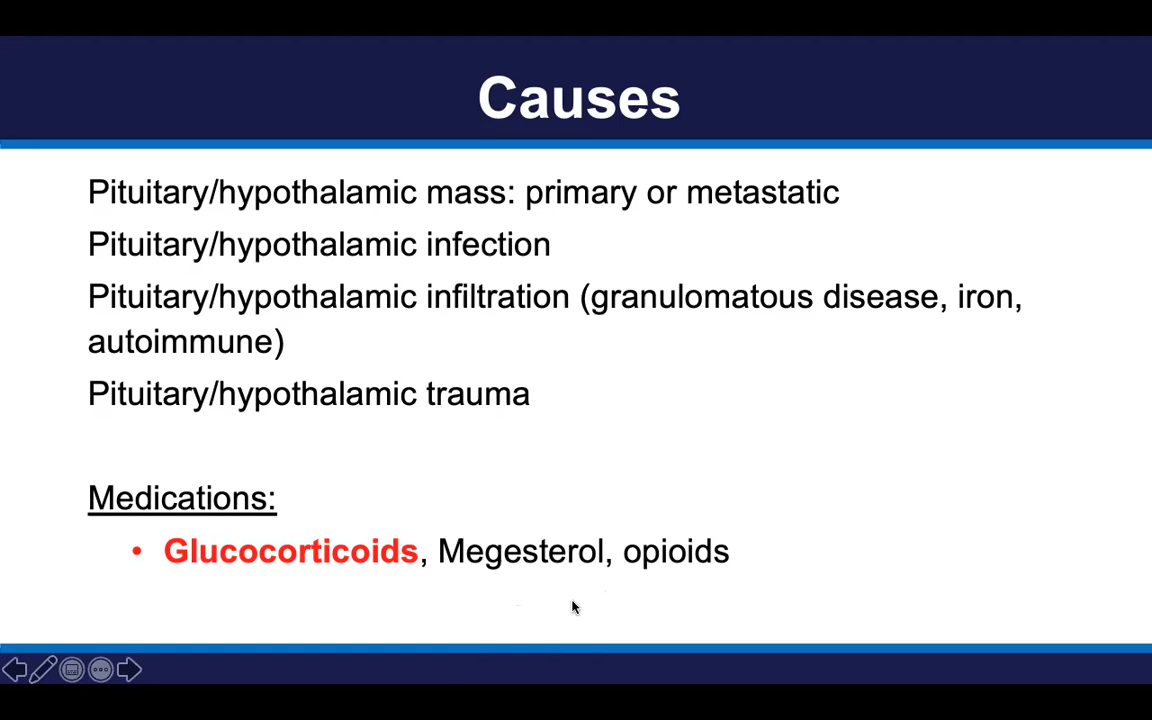 Causes
Pituitary/hypothalamic mass: primary or metastatic
Pituitary/hypothalamic infection
Pituitary/hypothalamic infiltration (granulomatous disease, iron,
autoimmune)
Pituitary/hypothalamic trauma
Medications:
• Glucocorticoids, Megesterol, opioids